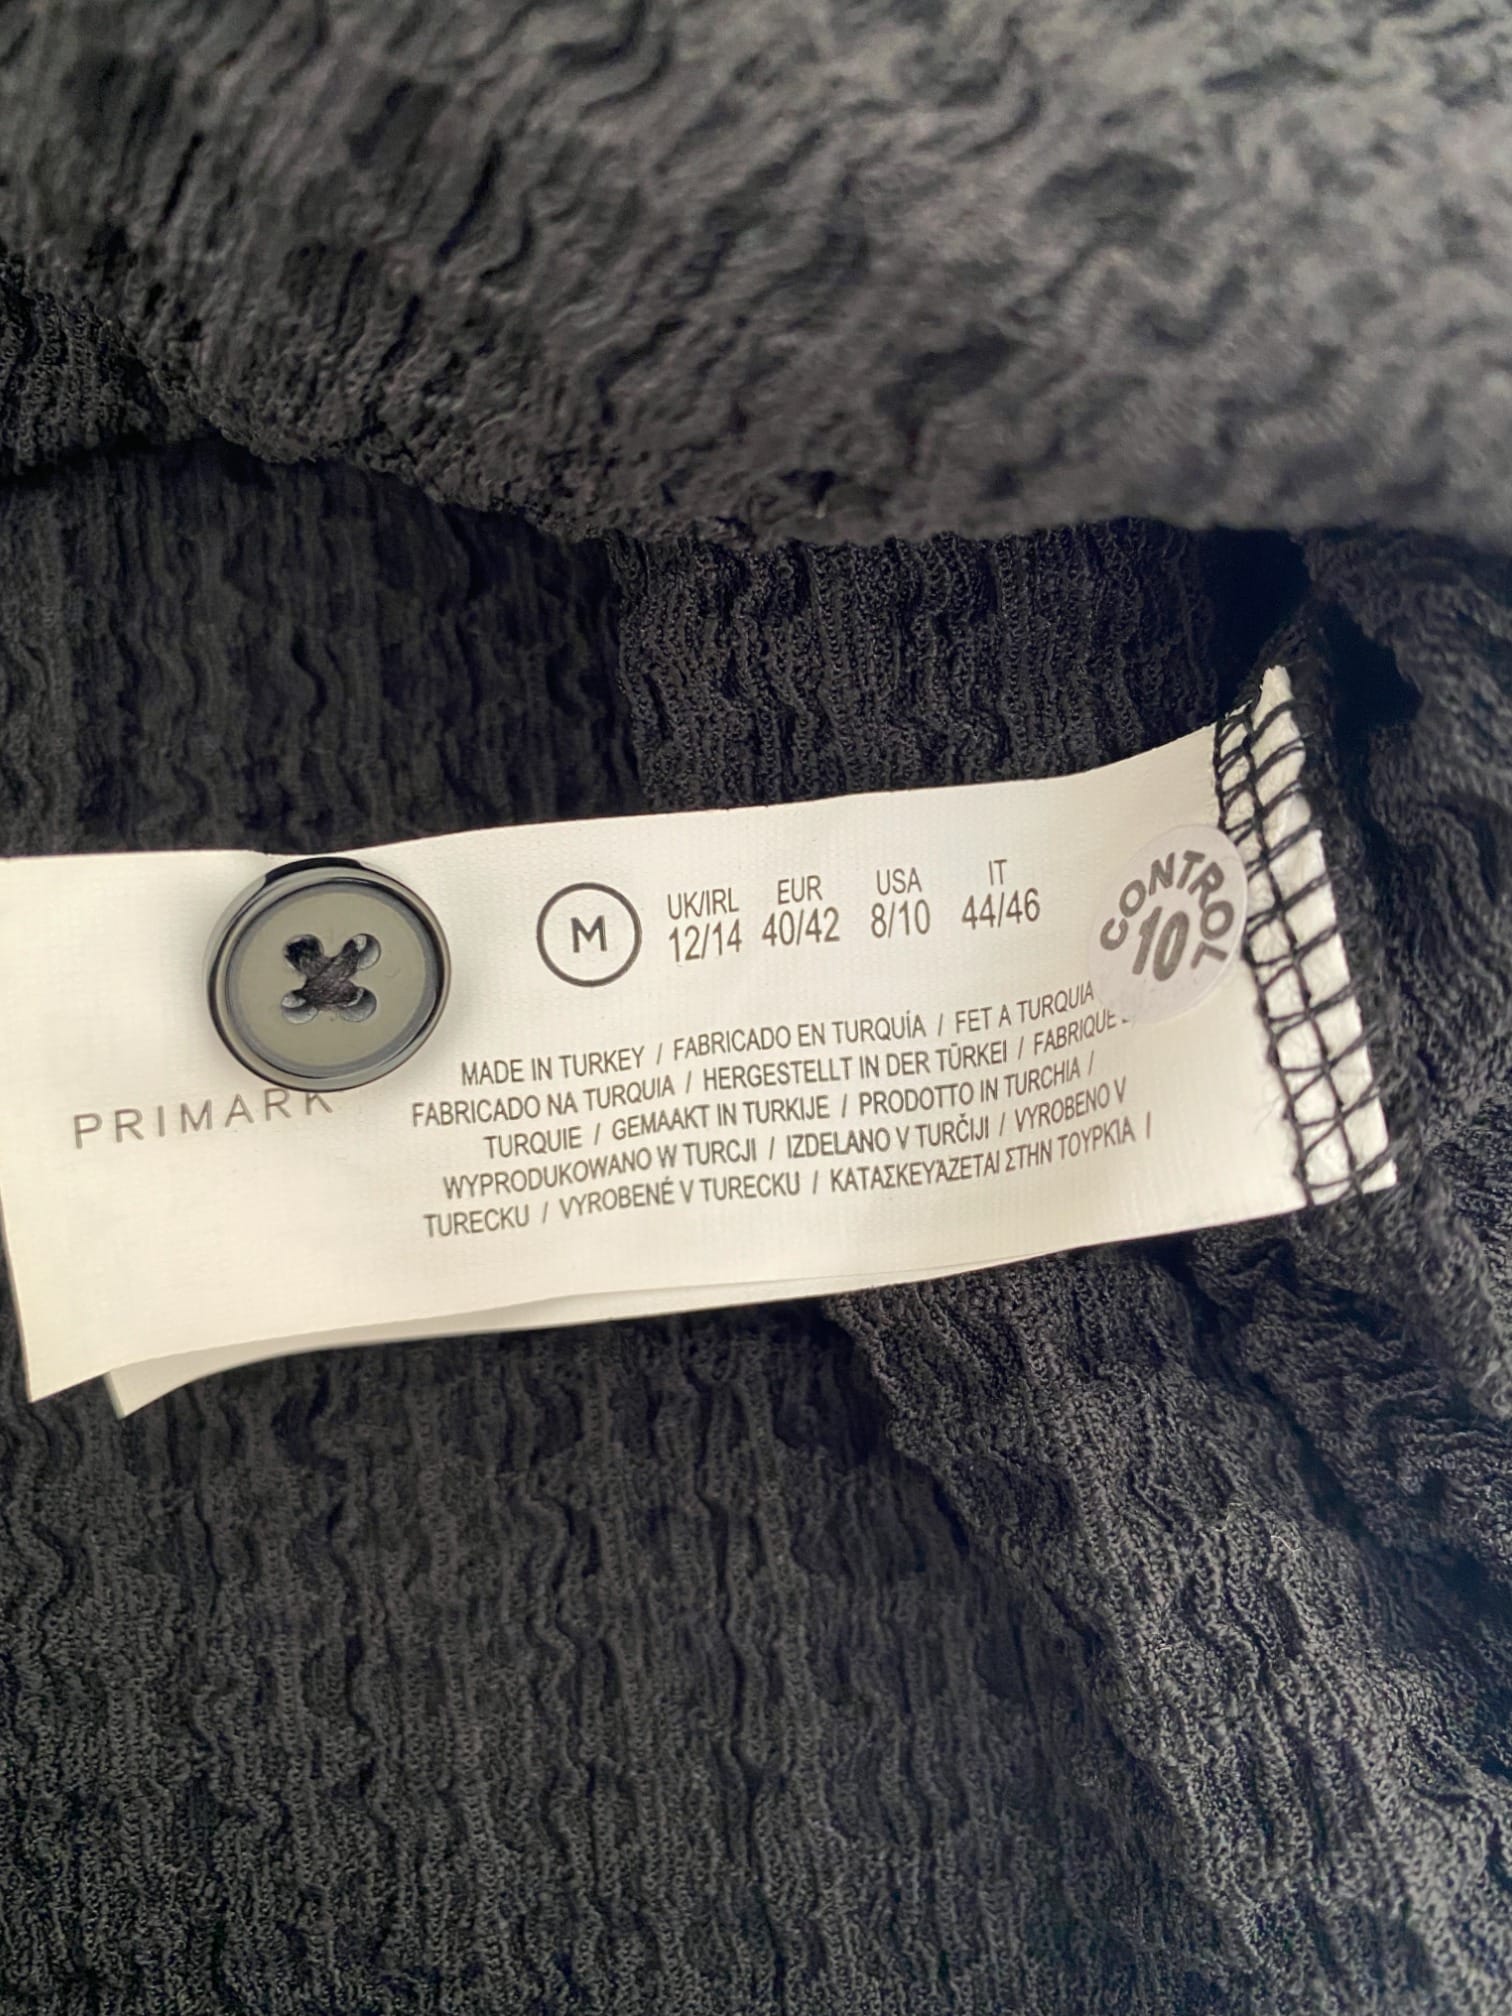 M
UK/IRL EUR USA IT
12/14 40/42 8/10 44/46
CONTROL
10
PRIMARK
MADE IN TURKEY / FABRICADO EN TURQUÍA / FET A TURQUIA
FABRICADO NA TURQUIA / HERGESTELLT IN DER TÜRKEI / FABRIQUE
TURQUIE / GEMAAKT IN TURKIJE / PRODOTTO IN TURCHIA /
WYPRODUKOWANO W TURCJI / IZDELANO V TURČIJI / VYROBENO V
TURECKU / VYROBENÉ V TURECKU / ΚΑΤΑΣΚΕΥΆΖΕΤΑΙ ΣΤΗΝ ΤΟΥΡΚΙΑ /